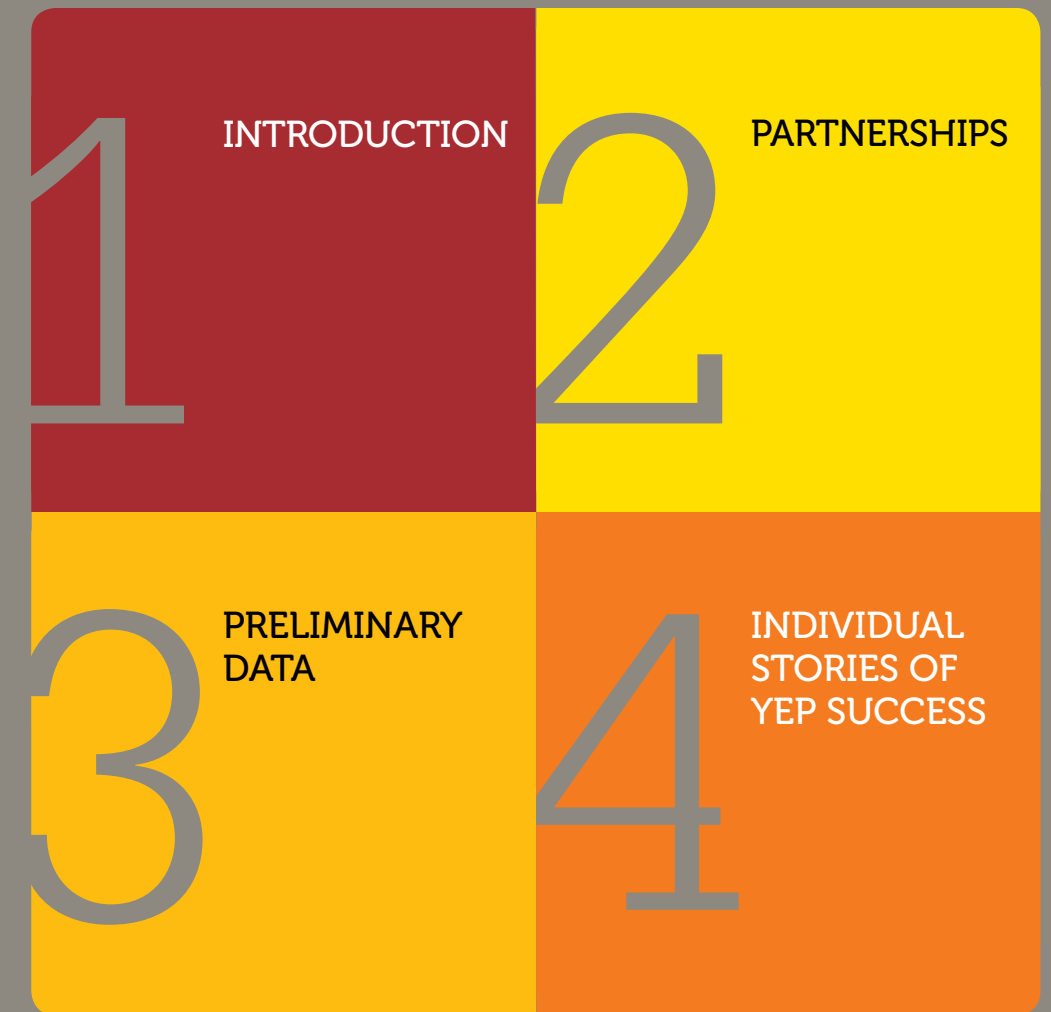 1
INTRODUCTION
2
PARTNERSHIPS
3
PRELIMINARY
DATA
4
INDIVIDUAL
STORIES OF
YEP SUCCESS